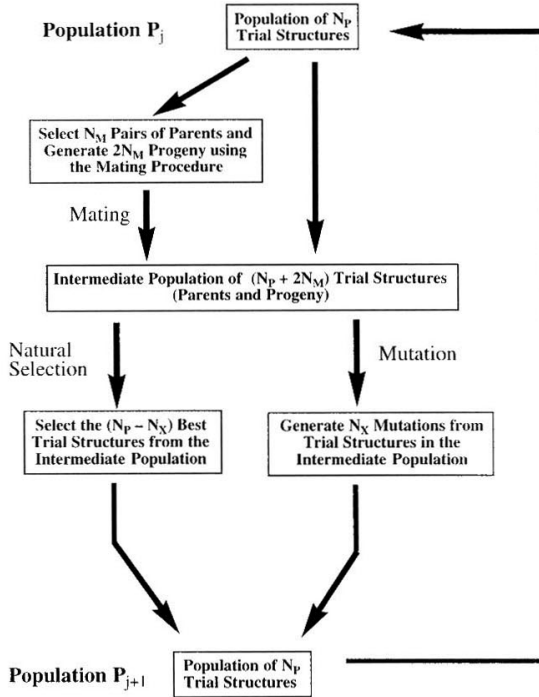 Population P_j
Population of N_P
Trial Structures
Select N_M Pairs of Parents and
Generate 2N_M Progeny using
the Mating Procedure
Mating
Intermediate Population of (N_P + 2N_M) Trial Structures
(Parents and Progeny)
Natural
Selection
Mutation
Select the (N_P – N_X) Best
Trial Structures from the
Intermediate Population
Generate N_X Mutations from
Trial Structures in the
Intermediate Population
Population P_{j+1}
Population of N_P
Trial Structures